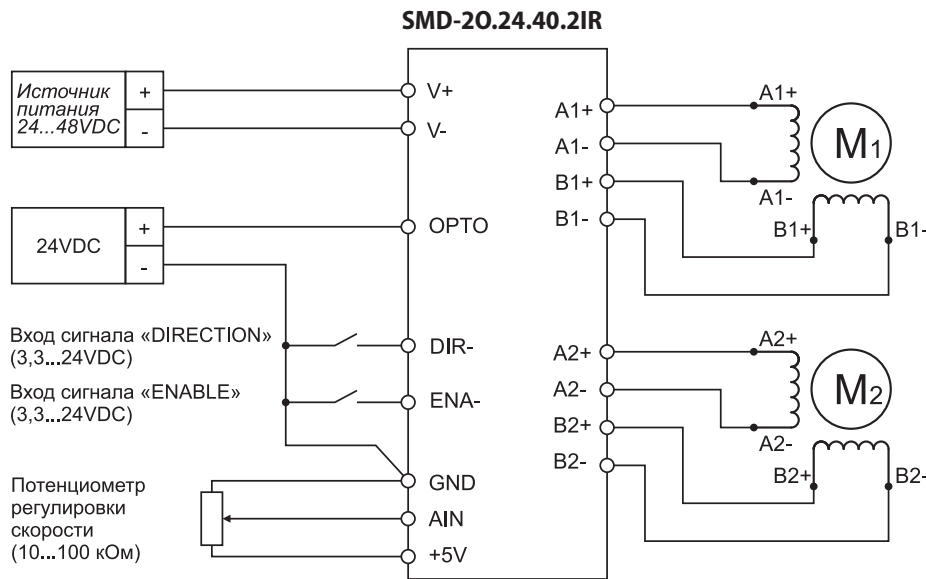 SMD-2O.24.40.2IR
Источник
питания
24...48VDC
+
-
V+
V-
24VDC
+
-
OPTO
Вход сигнала «DIRECTION»
(3,3...24VDC)
DIR-
Вход сигнала «ENABLE»
(3,3...24VDC)
ENA-
Потенциометр
регулировки
скорости
(10...100 кОм)
GND
AIN
+5V
A1+
A1-
B1+
B1-
A1+
A1-
M1
B1+
B1-
A2+
A2-
B2+
B2-
A2+
A2-
M2
B2+
B2-